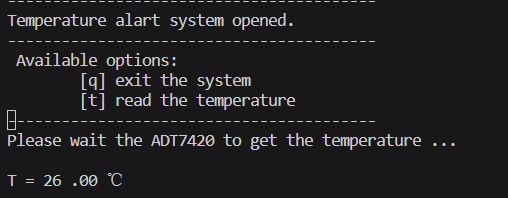 ----------------------------------------
Temperature alart system opened.
----------------------------------------
Available options:
[q] exit the system
[t] read the temperature
----------------------------------------
Please wait the ADT7420 to get the temperature ...
T = 26 .00 ℃